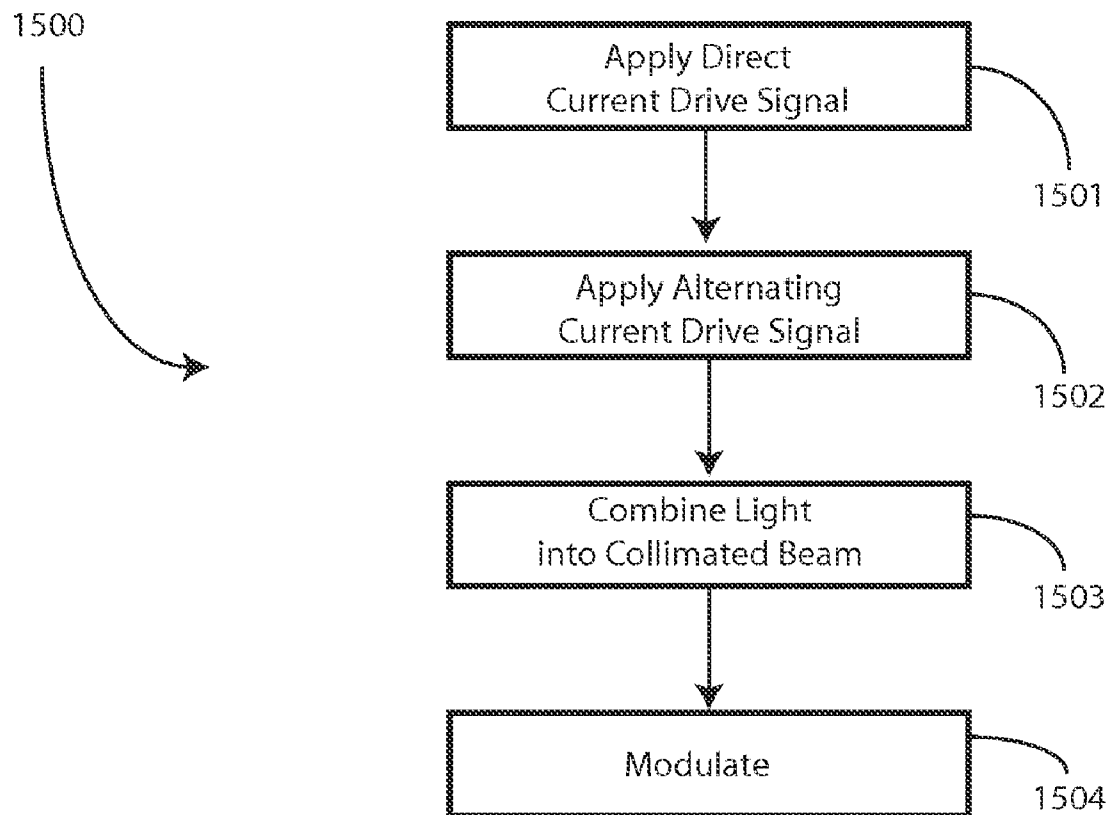 1500
Apply Direct
Current Drive Signal
1501
Apply Alternating
Current Drive Signal
1502
Combine Light
into Collimated Beam
1503
Modulate
1504